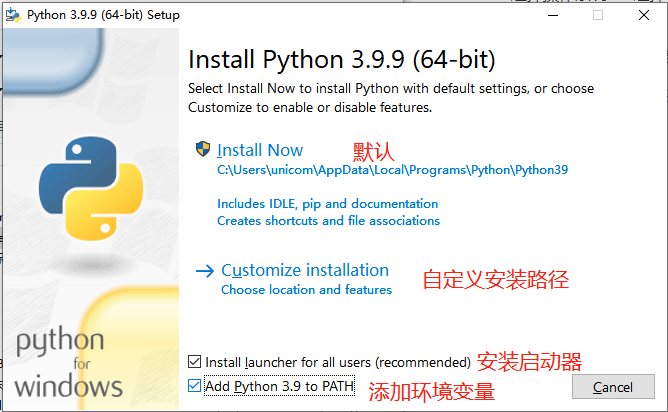 Python 3.9.9 (64-bit) Setup
Install Python 3.9.9 (64-bit)
Select Install Now to install Python with default settings, or choose
Customize to enable or disable features.
Install Now 默认
C:\Users\unicom\AppData\Local\Programs\Python\Python39
Includes IDLE, pip and documentation
Creates shortcuts and file associations
Customize installation 自定义安装路径
Choose location and features
Install launcher for all users (recommended) 安装启动器
Add Python 3.9 to PATH 添加环境变量
Cancel
python
for
windows